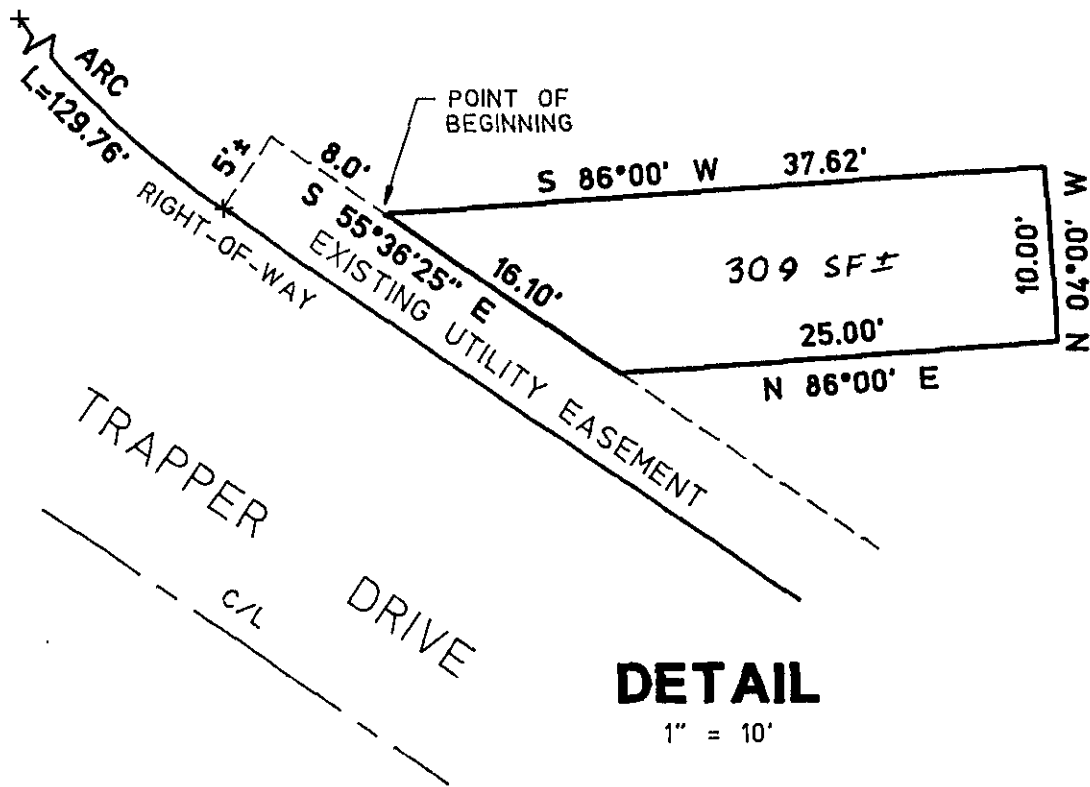 ARC
L=129.76'
POINT OF
BEGINNING
5'±
8.0'
S 86°00' W 37.62'
RIGHT-OF-WAY
S 55°36'25" E
16.10'
EXISTING UTILITY EASEMENT
309 SF±
10.00'
N 04°00' W
25.00'
N 86°00' E
TRAPPER DRIVE
C/L
DETAIL
1" = 10'